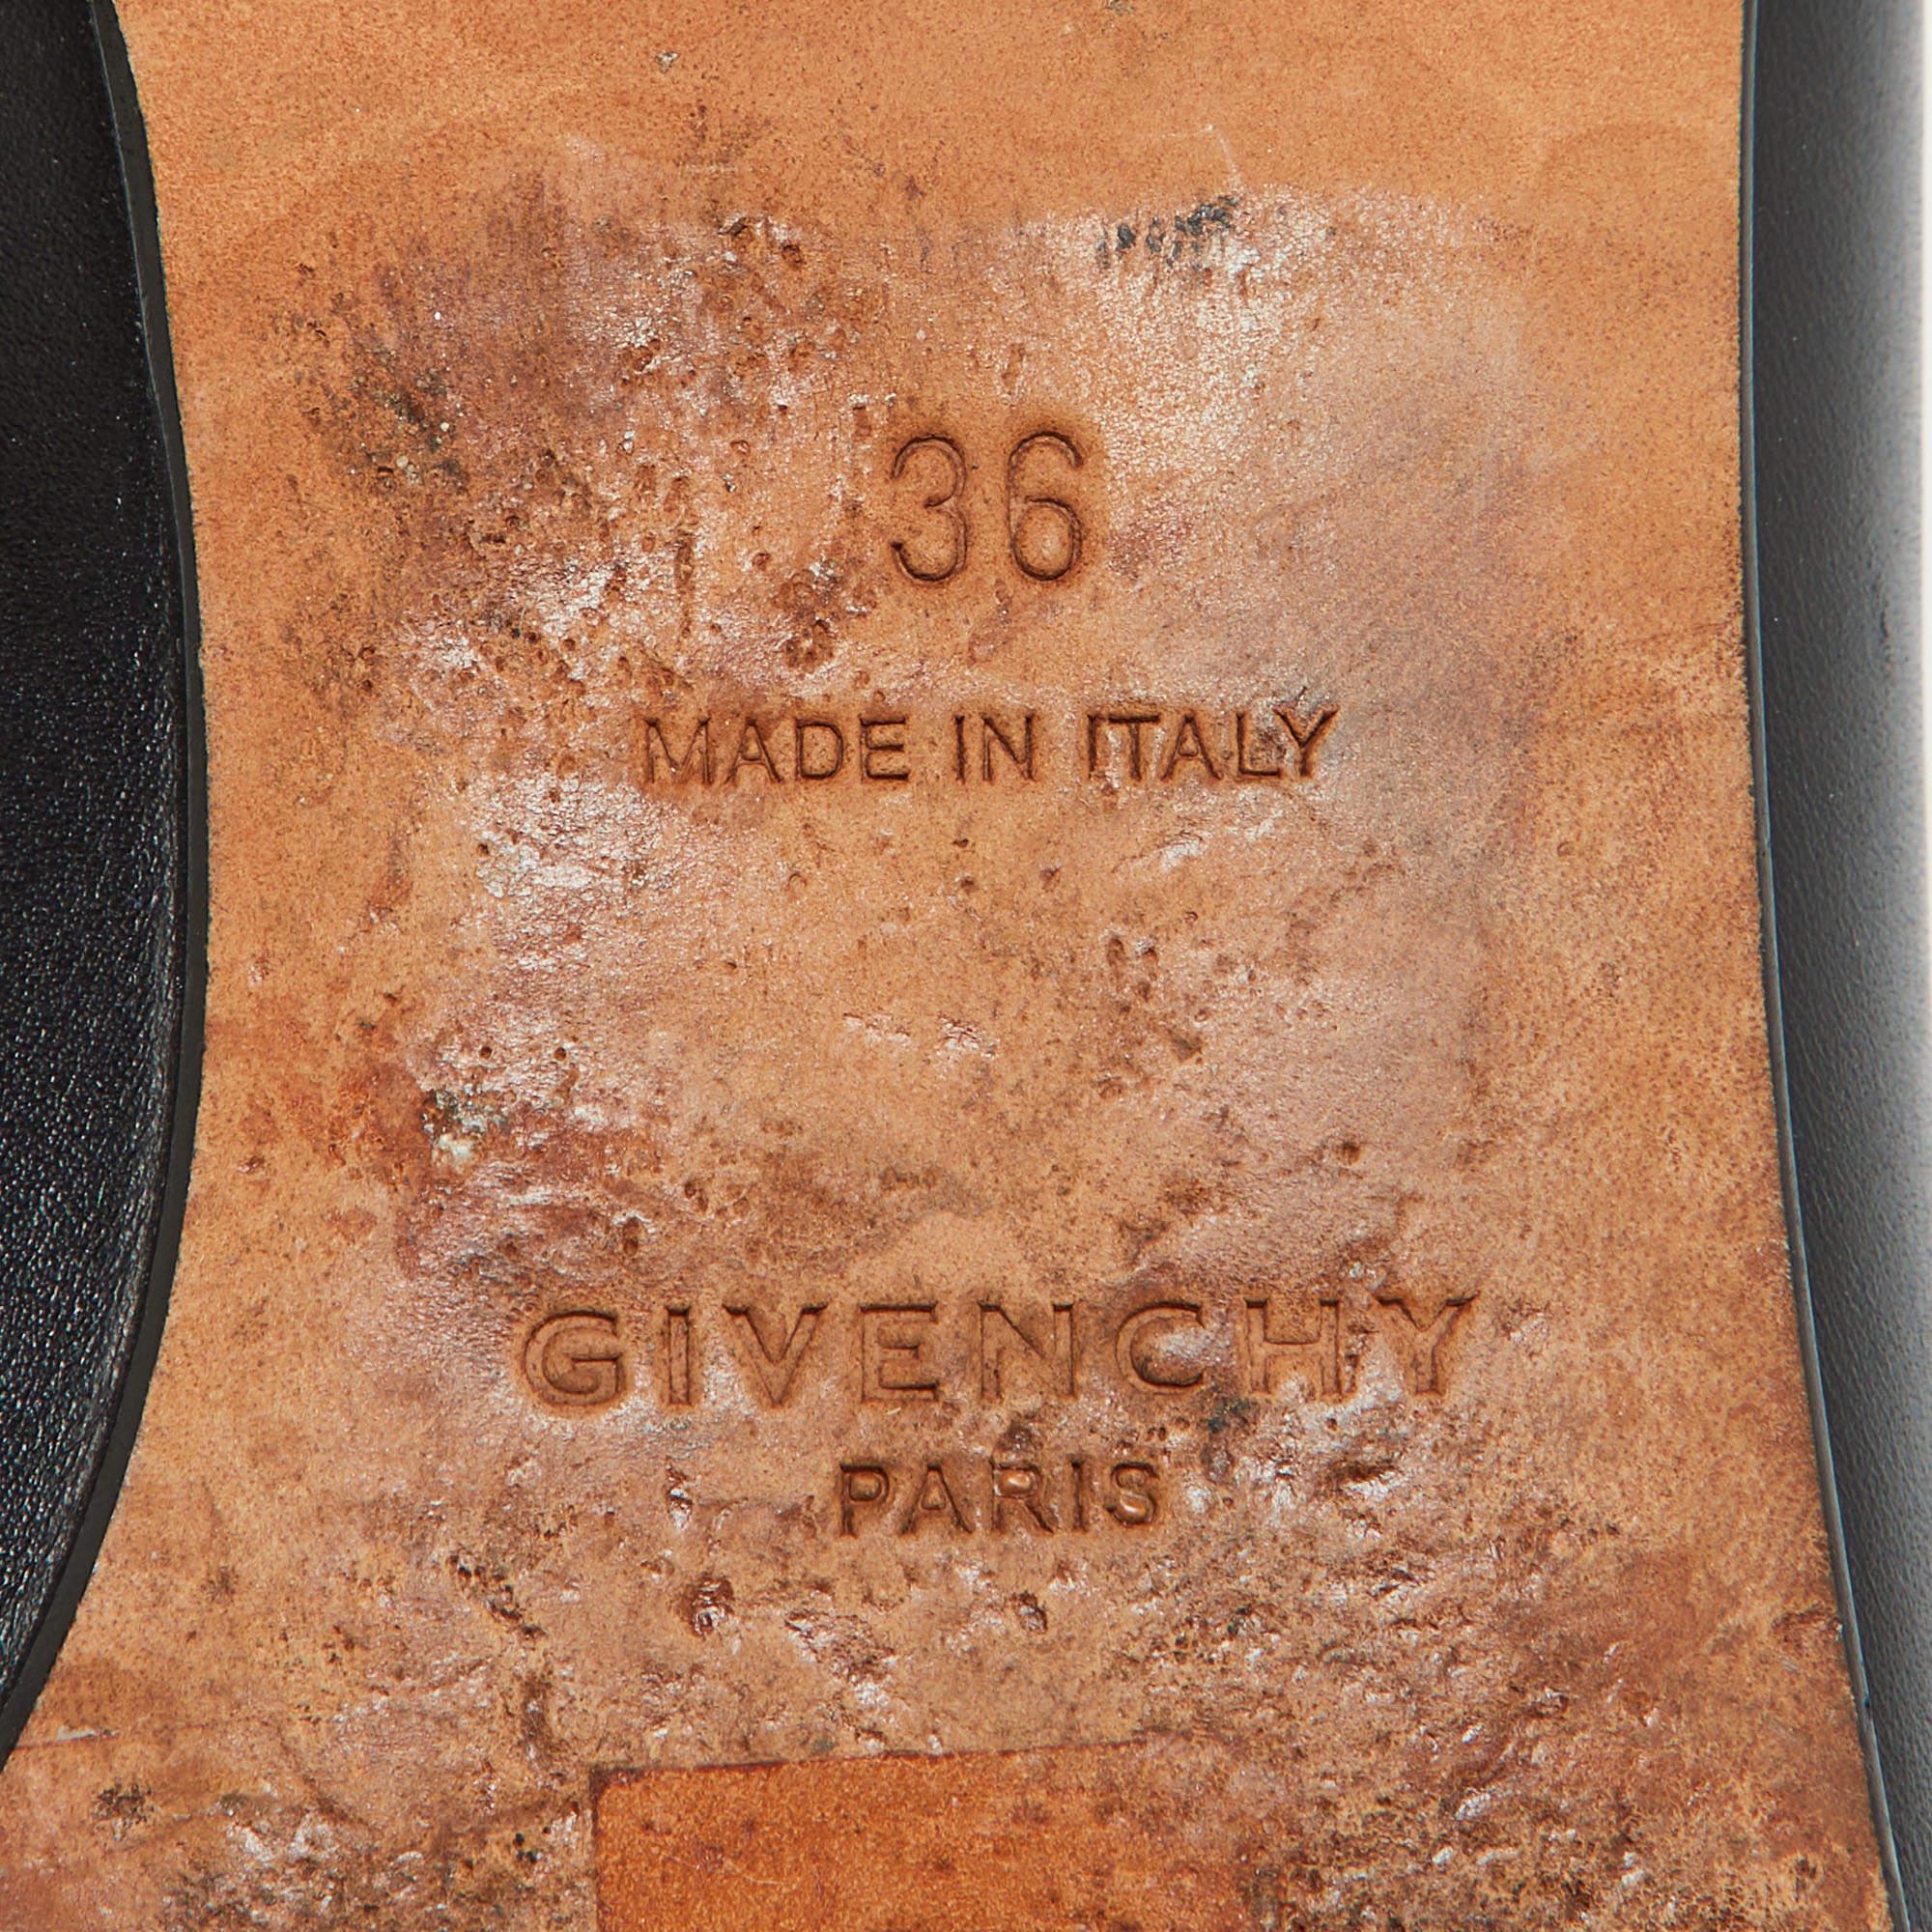 36
MADE IN ITALY
GIVENCHY
PARIS